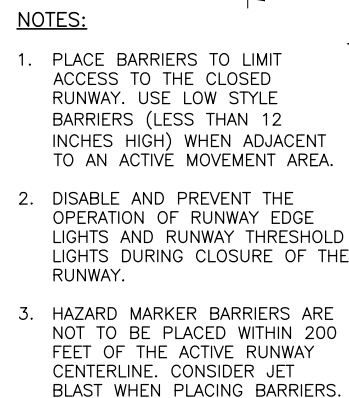 NOTES:
1. PLACE BARRIERS TO LIMIT
ACCESS TO THE CLOSED
RUNWAY. USE LOW STYLE
BARRIERS (LESS THAN 12
INCHES HIGH) WHEN ADJACENT
TO AN ACTIVE MOVEMENT AREA.
2. DISABLE AND PREVENT THE
OPERATION OF RUNWAY EDGE
LIGHTS AND RUNWAY THRESHOLD
LIGHTS DURING CLOSURE OF THE
RUNWAY.
3. HAZARD MARKER BARRIERS ARE
NOT TO BE PLACED WITHIN 200
FEET OF THE ACTIVE RUNWAY
CENTERLINE. CONSIDER JET
BLAST WHEN PLACING BARRIERS.